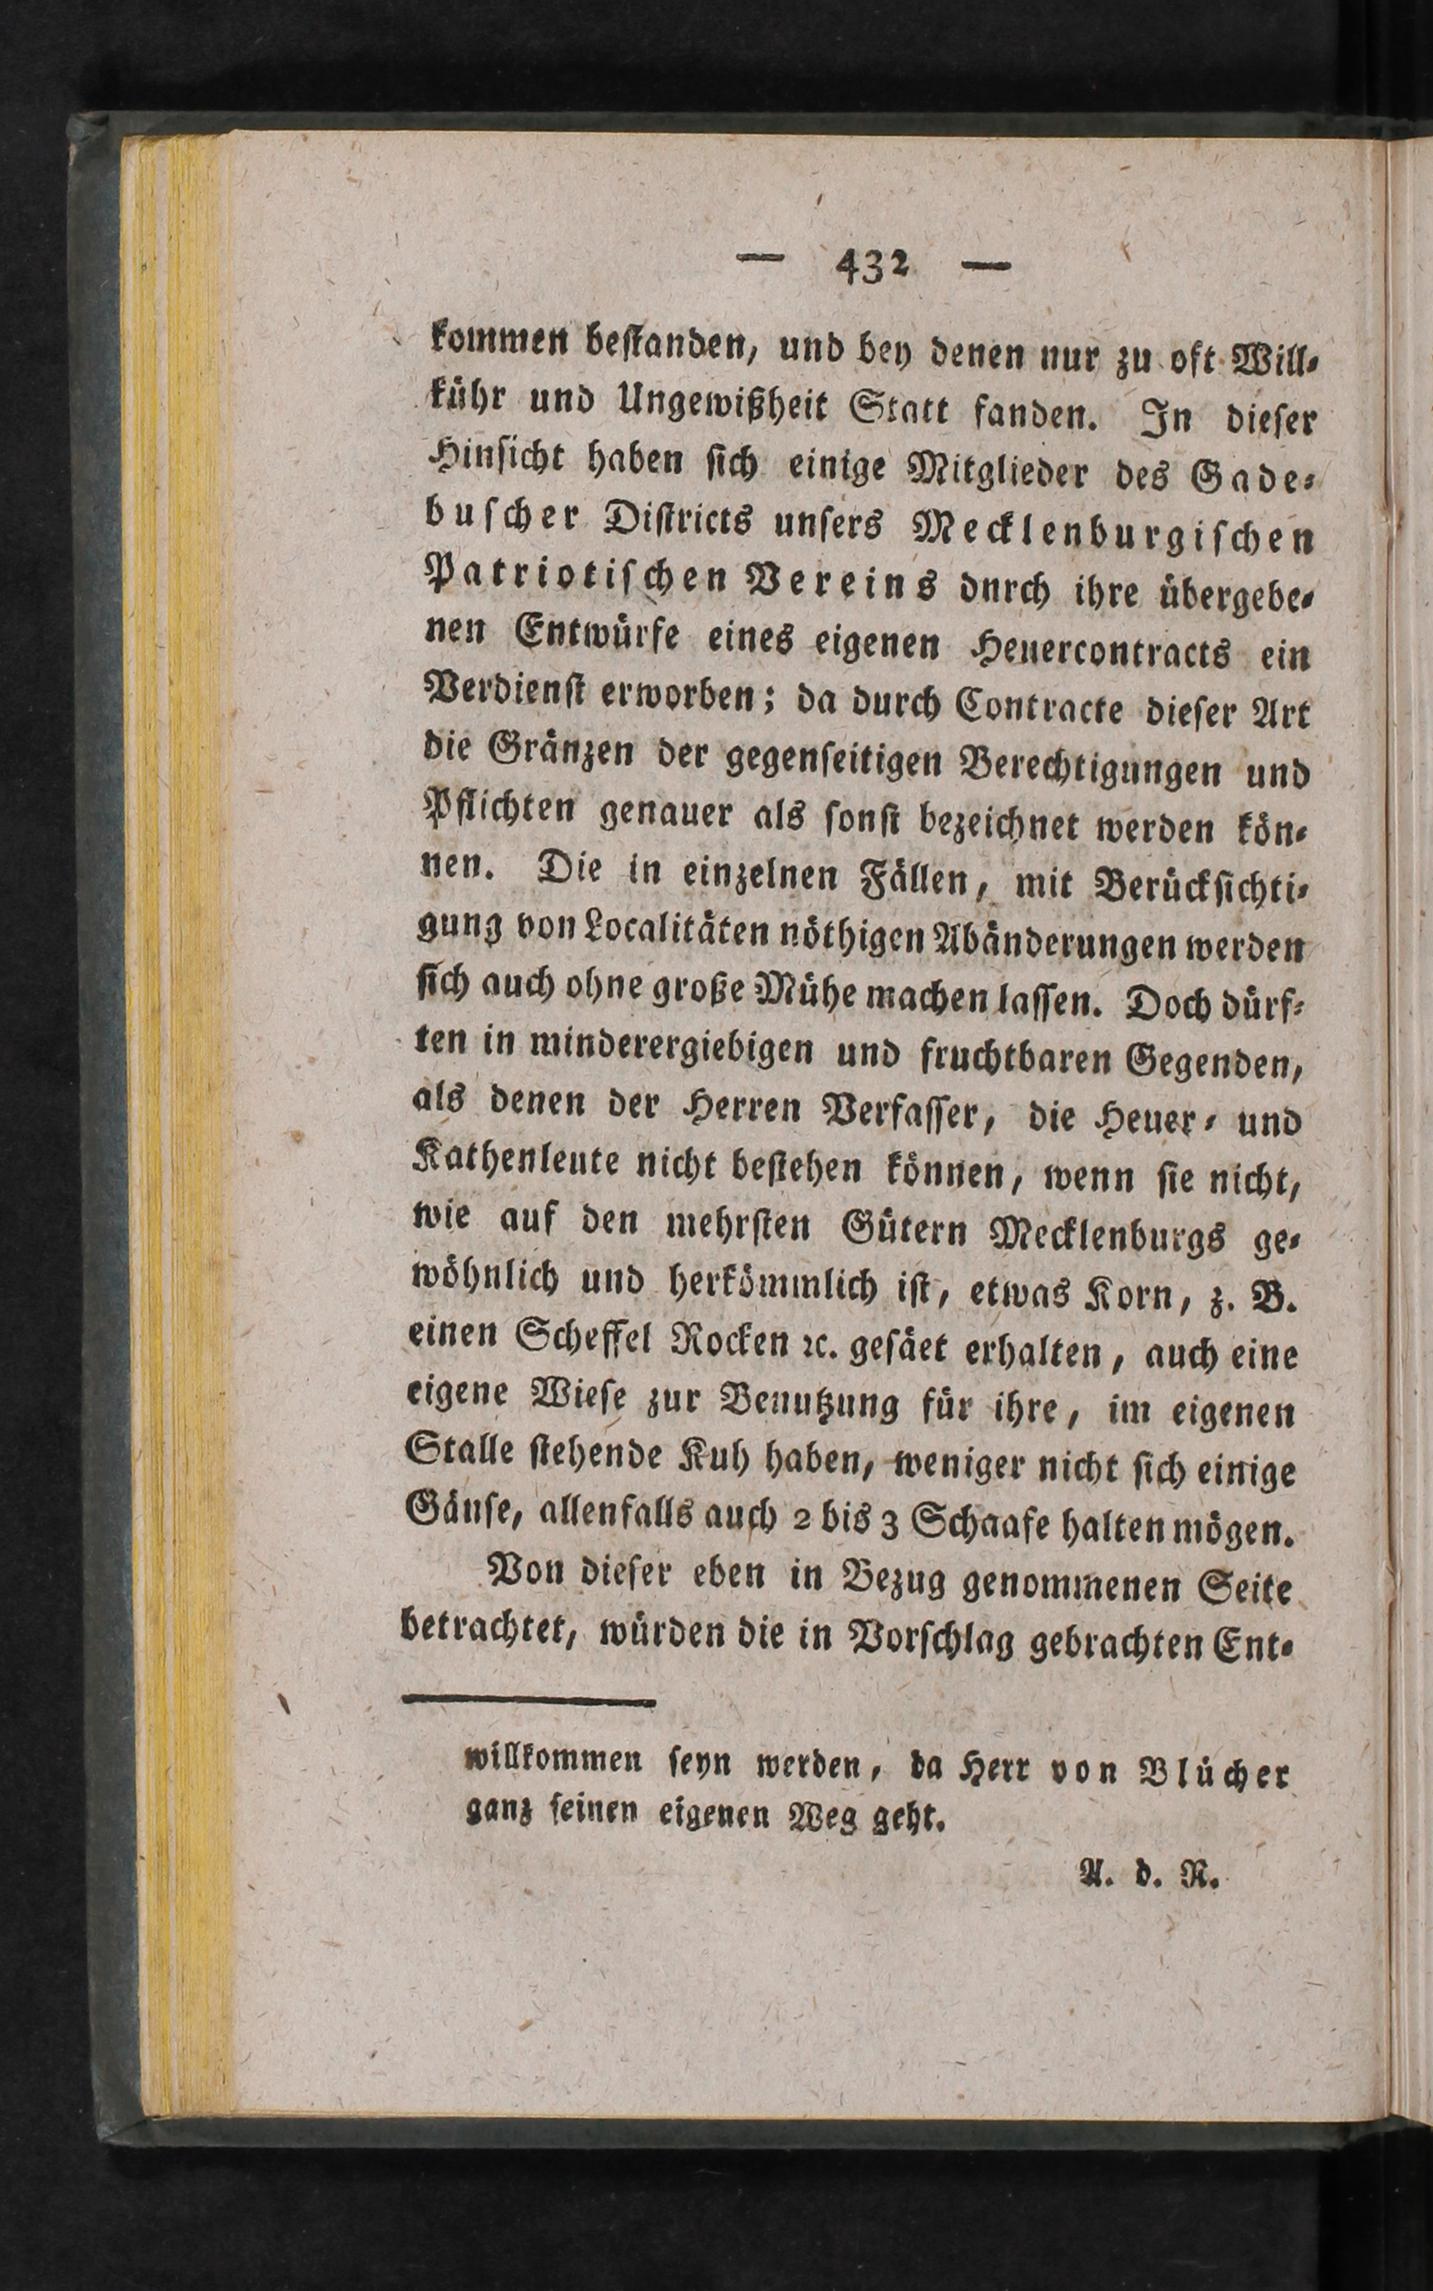 — 432 —
kommen bestanden, und bey denen nur zu oft Will-
kühr und Ungewißheit Statt fanden. In dieser
Hinsicht haben sich einige Mitglieder des Gade-
buscher Districts unsers Mecklenburgischen
Patriotischen Vereins dnrch ihre übergebe-
nen Entwürfe eines eigenen Heuercontracts ein
Verdienst erworben; da durch Contracte dieser Art
die Gränzen der gegenseitigen Berechtigungen und
Pflichten genauer als sonst bezeichnet werden kön-
nen. Die in einzelnen Fällen, mit Berücksichti-
gung von Localitäten nöthigen Abänderungen werden
sich auch ohne große Mühe machen lassen. Doch dürf-
ten in minderergiebigen und fruchtbaren Gegenden,
als denen der Herren Verfasser, die Heuer- und
Kathenleute nicht bestehen können, wenn sie nicht,
wie auf den mehrsten Gütern Mecklenburgs ge-
wöhnlich und herkömmlich ist, etwas Korn, z. B.
einen Scheffel Rocken ꝛc. gesäet erhalten, auch eine
eigene Wiese zur Benutzung für ihre, im eigenen
Stalle stehende Kuh haben, weniger nicht sich einige
Gänse, allenfalls auch 2 bis 3 Schaafe halten mögen.
Von dieser eben in Bezug genommenen Seite
betrachtet, würden die in Vorschlag gebrachten Ent-
willkommen seyn werden, da Herr von Blücher
ganz seinen eigenen Weg geht.
A. d. R.